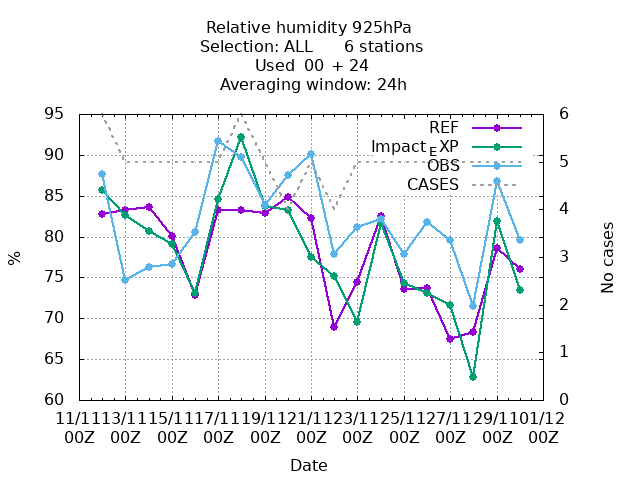 Relative humidity 925hPa
Selection: ALL 6 stations
Used 00 + 24
Averaging window: 24h
95
90
85
80
75
70
65
60
6
5
4
3
2
1
0
REF
Impact_EXP
OBS
CASES
%
No cases
11/11 13/11 15/11 17/11 19/11 21/11 23/11 25/11 27/11 29/11 01/12
00Z 00Z 00Z 00Z 00Z 00Z 00Z 00Z 00Z 00Z 00Z
Date